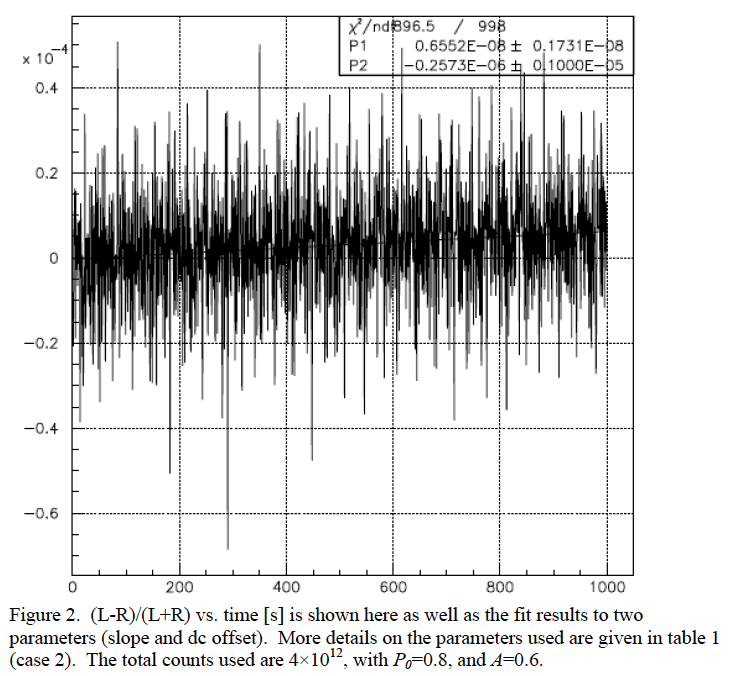 χ²/ndf 896.5 / 998
P1 0.6552E-08 ± 0.1731E-08
P2 -0.2573E-06 ± 0.1000E-05
x 10⁻⁴
0.4
0.2
0
-0.2
-0.4
-0.6
0 200 400 600 800 1000
Figure 2. (L-R)/(L+R) vs. time [s] is shown here as well as the fit results to two
parameters (slope and dc offset). More details on the parameters used are given in table 1
(case 2). The total counts used are 4×10¹², with P₀=0.8, and A=0.6.